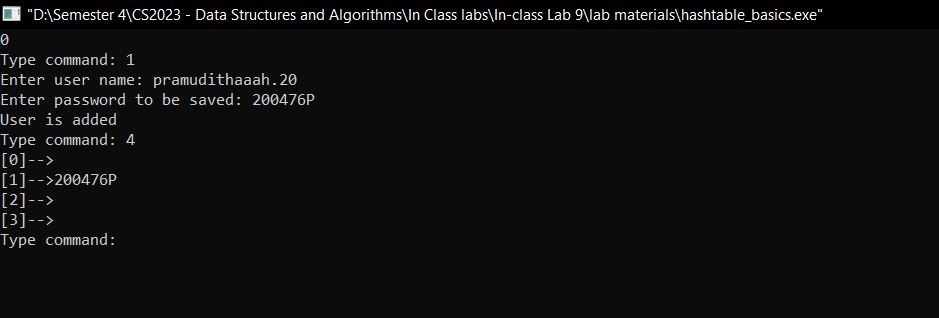 "D:\Semester 4\CS2023 - Data Structures and Algorithms\In Class labs\In-class Lab 9\lab materials\hashtable_basics.exe"
0
Type command: 1
Enter user name: pramudithaaah.20
Enter password to be saved: 200476P
User is added
Type command: 4
[0]-->
[1]-->200476P
[2]-->
[3]-->
Type command: